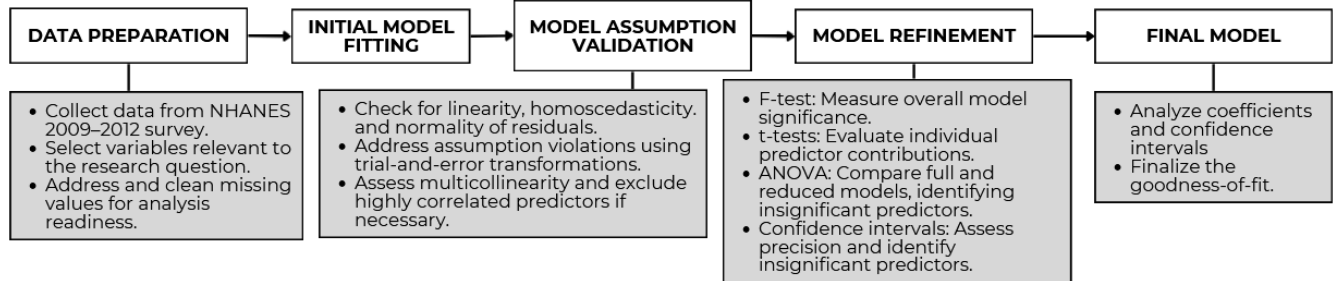 DATA PREPARATION
INITIAL MODEL
FITTING
MODEL ASSUMPTION
VALIDATION
MODEL REFINEMENT
FINAL MODEL
• Collect data from NHANES
2009–2012 survey.
• Select variables relevant to
the research question.
• Address and clean missing
values for analysis
readiness.
• Check for linearity, homoscedasticity.
and normality of residuals.
• Address assumption violations using
trial-and-error transformations.
• Assess multicollinearity and exclude
highly correlated predictors if
necessary.
• F-test: Measure overall model
significance.
• t-tests: Evaluate individual
predictor contributions.
• ANOVA: Compare full and
reduced models, identifying
insignificant predictors.
• Confidence intervals: Assess
precision and identify
insignificant predictors.
• Analyze coefficients
and confidence
intervals
• Finalize the
goodness-of-fit.